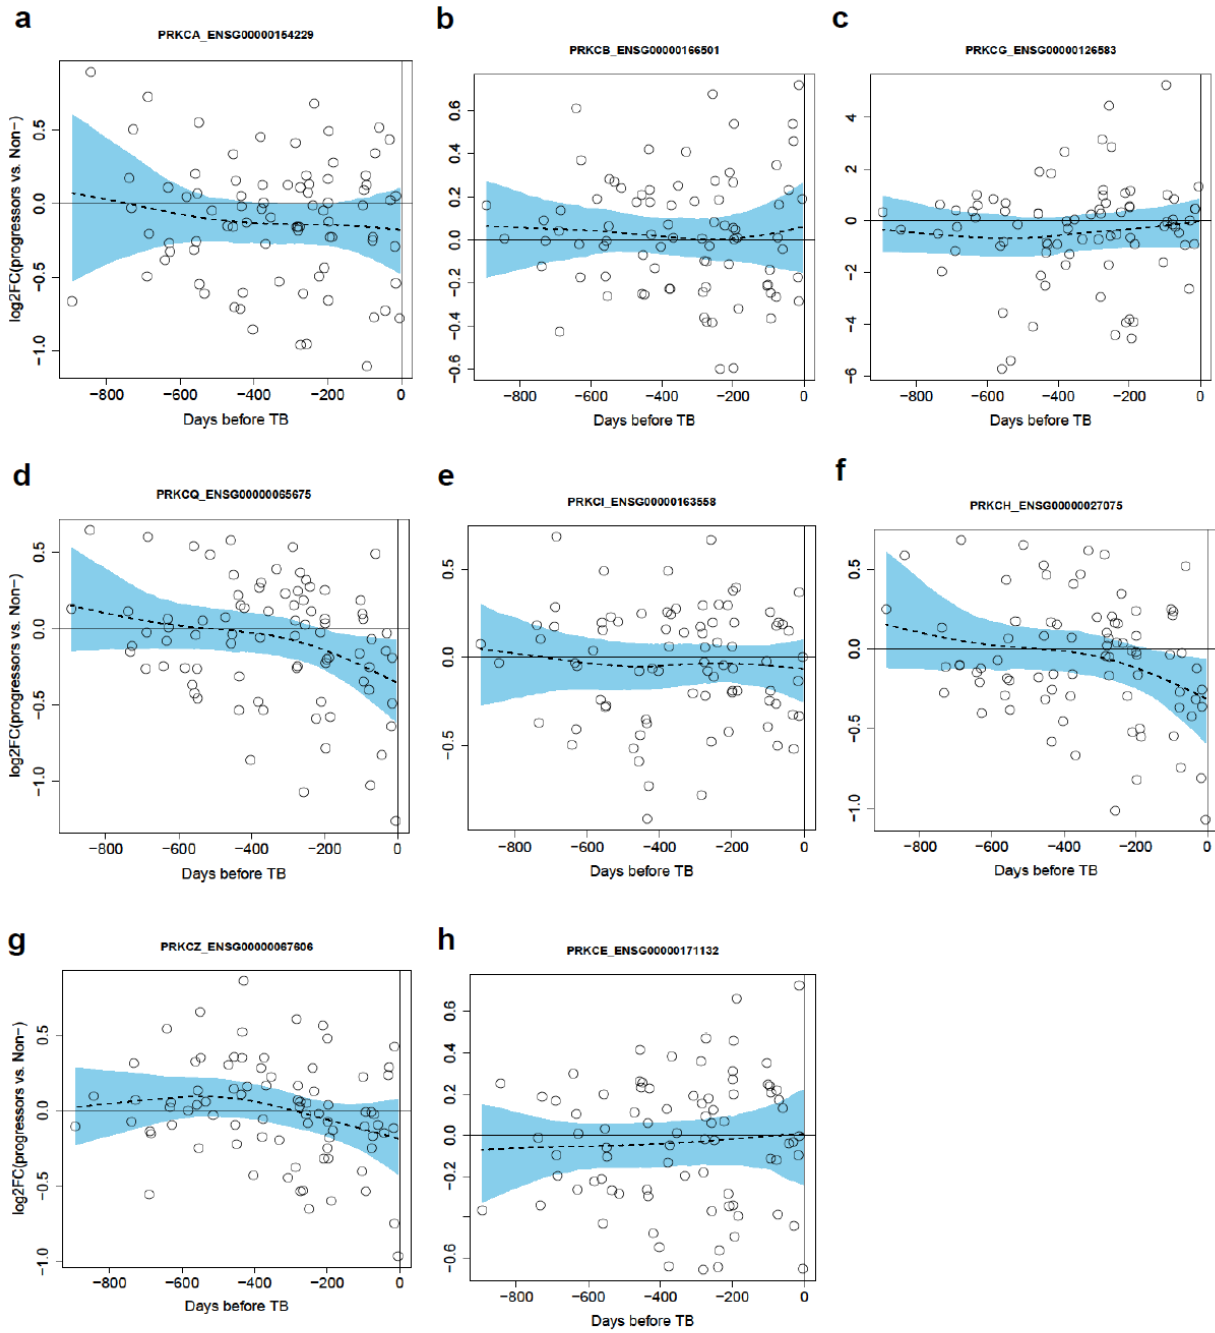 a
PRKCA_ENSG00000154229
log2FC(progressors vs. Non-)
0.5
0.0
−0.5
−1.0
−800 −600 −400 −200 0
Days before TB
b
PRKCB_ENSG00000166501
0.6
0.4
0.2
0.0
−0.2
−0.4
−0.6
−800 −600 −400 −200 0
Days before TB
c
PRKCG_ENSG00000126583
4
2
0
−2
−4
−6
−800 −600 −400 −200 0
Days before TB
d
PRKCQ_ENSG00000065675
log2FC(progressors vs. Non-)
0.5
0.0
−0.5
−1.0
−800 −600 −400 −200 0
Days before TB
e
PRKCI_ENSG00000163558
0.5
0.0
−0.5
−800 −600 −400 −200 0
Days before TB
f
PRKCH_ENSG00000027075
0.5
0.0
−0.5
−1.0
−800 −600 −400 −200 0
Days before TB
g
PRKCZ_ENSG00000067606
log2FC(progressors vs. Non−)
0.5
0.0
−0.5
−1.0
−800 −600 −400 −200 0
Days before TB
h
PRKCE_ENSG00000171132
0.6
0.4
0.2
0.0
−0.2
−0.6
−800 −600 −400 −200 0
Days before TB